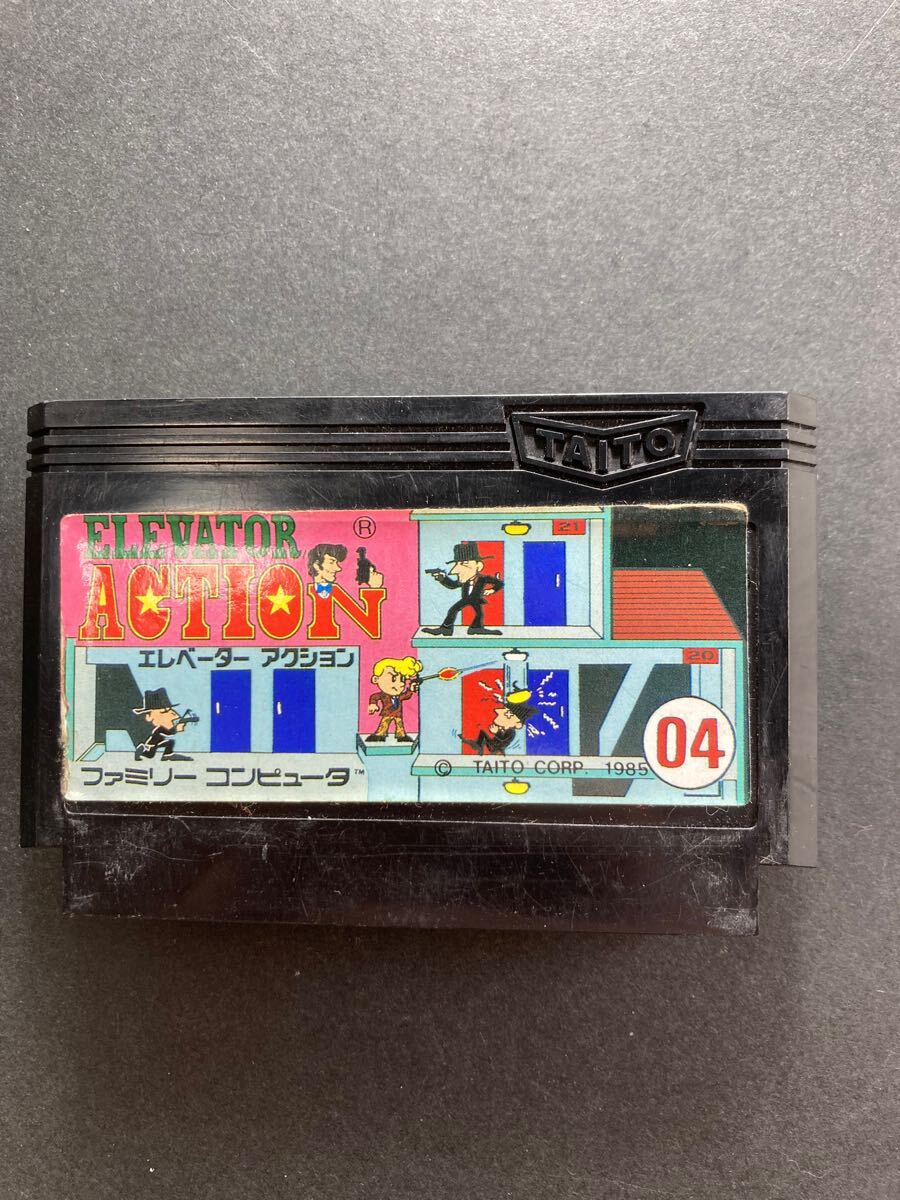 TAITO
ELEVATOR ®
ACTION
エレベーター アクション
21
20
04
ファミリー コンピュータ™
© TAITO CORP. 1985